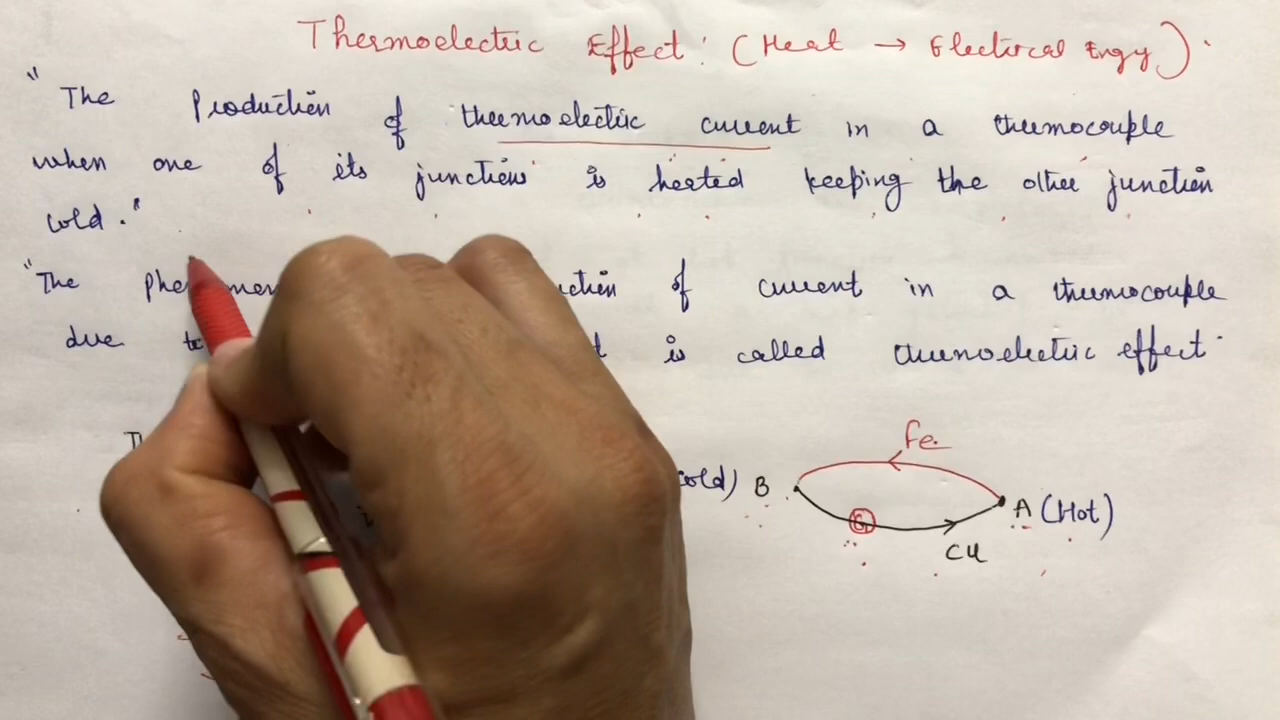 Thermoelectric Effect: (Heat → Electrical Engy)
"The Production of thermoelectric current in a thermocouple
when one of its junction is heated keeping the other junction
cold."
"The of current in a thermocouple
due is called thermoelectric effect
Fe
cold) B A (Hot)
G
Cu